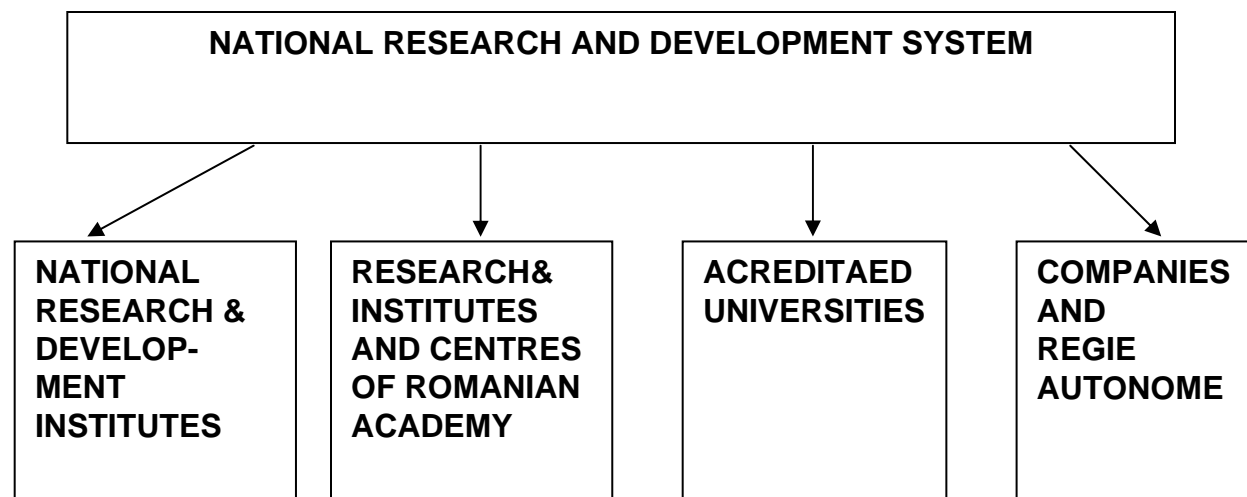 NATIONAL RESEARCH AND DEVELOPMENT SYSTEM
NATIONAL
RESEARCH &
DEVELOP-
MENT
INSTITUTES
RESEARCH&
INSTITUTES
AND CENTRES
OF ROMANIAN
ACADEMY
ACREDITAED
UNIVERSITIES
COMPANIES
AND
REGIE
AUTONOME